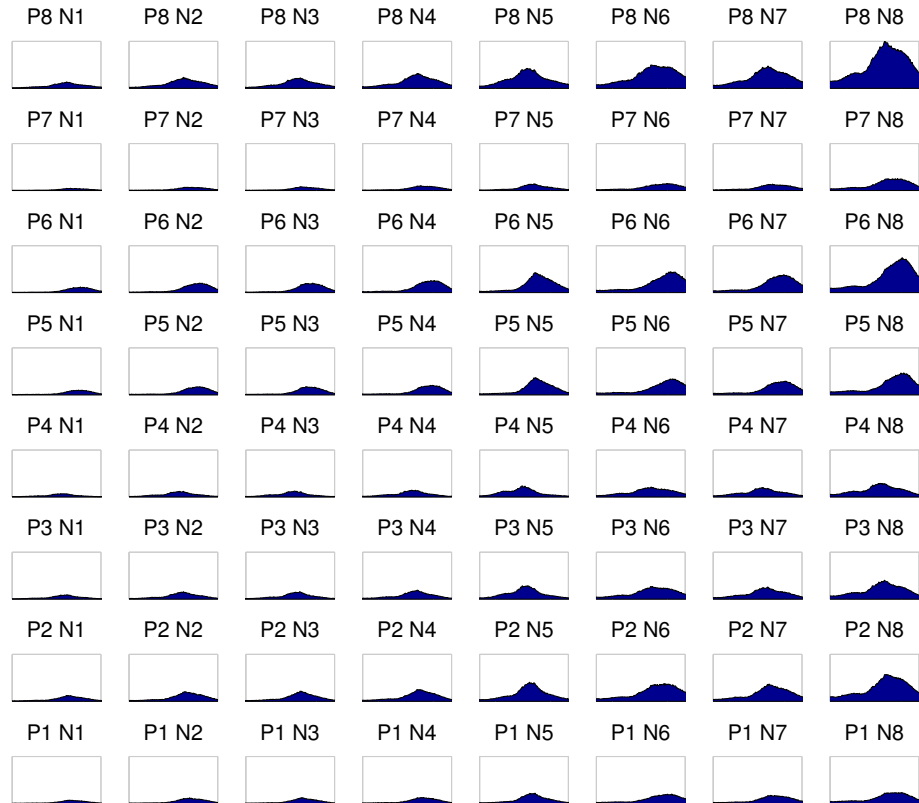 P8 N1 P8 N2 P8 N3 P8 N4 P8 N5 P8 N6 P8 N7 P8 N8
P7 N1 P7 N2 P7 N3 P7 N4 P7 N5 P7 N6 P7 N7 P7 N8
P6 N1 P6 N2 P6 N3 P6 N4 P6 N5 P6 N6 P6 N7 P6 N8
P5 N1 P5 N2 P5 N3 P5 N4 P5 N5 P5 N6 P5 N7 P5 N8
P4 N1 P4 N2 P4 N3 P4 N4 P4 N5 P4 N6 P4 N7 P4 N8
P3 N1 P3 N2 P3 N3 P3 N4 P3 N5 P3 N6 P3 N7 P3 N8
P2 N1 P2 N2 P2 N3 P2 N4 P2 N5 P2 N6 P2 N7 P2 N8
P1 N1 P1 N2 P1 N3 P1 N4 P1 N5 P1 N6 P1 N7 P1 N8